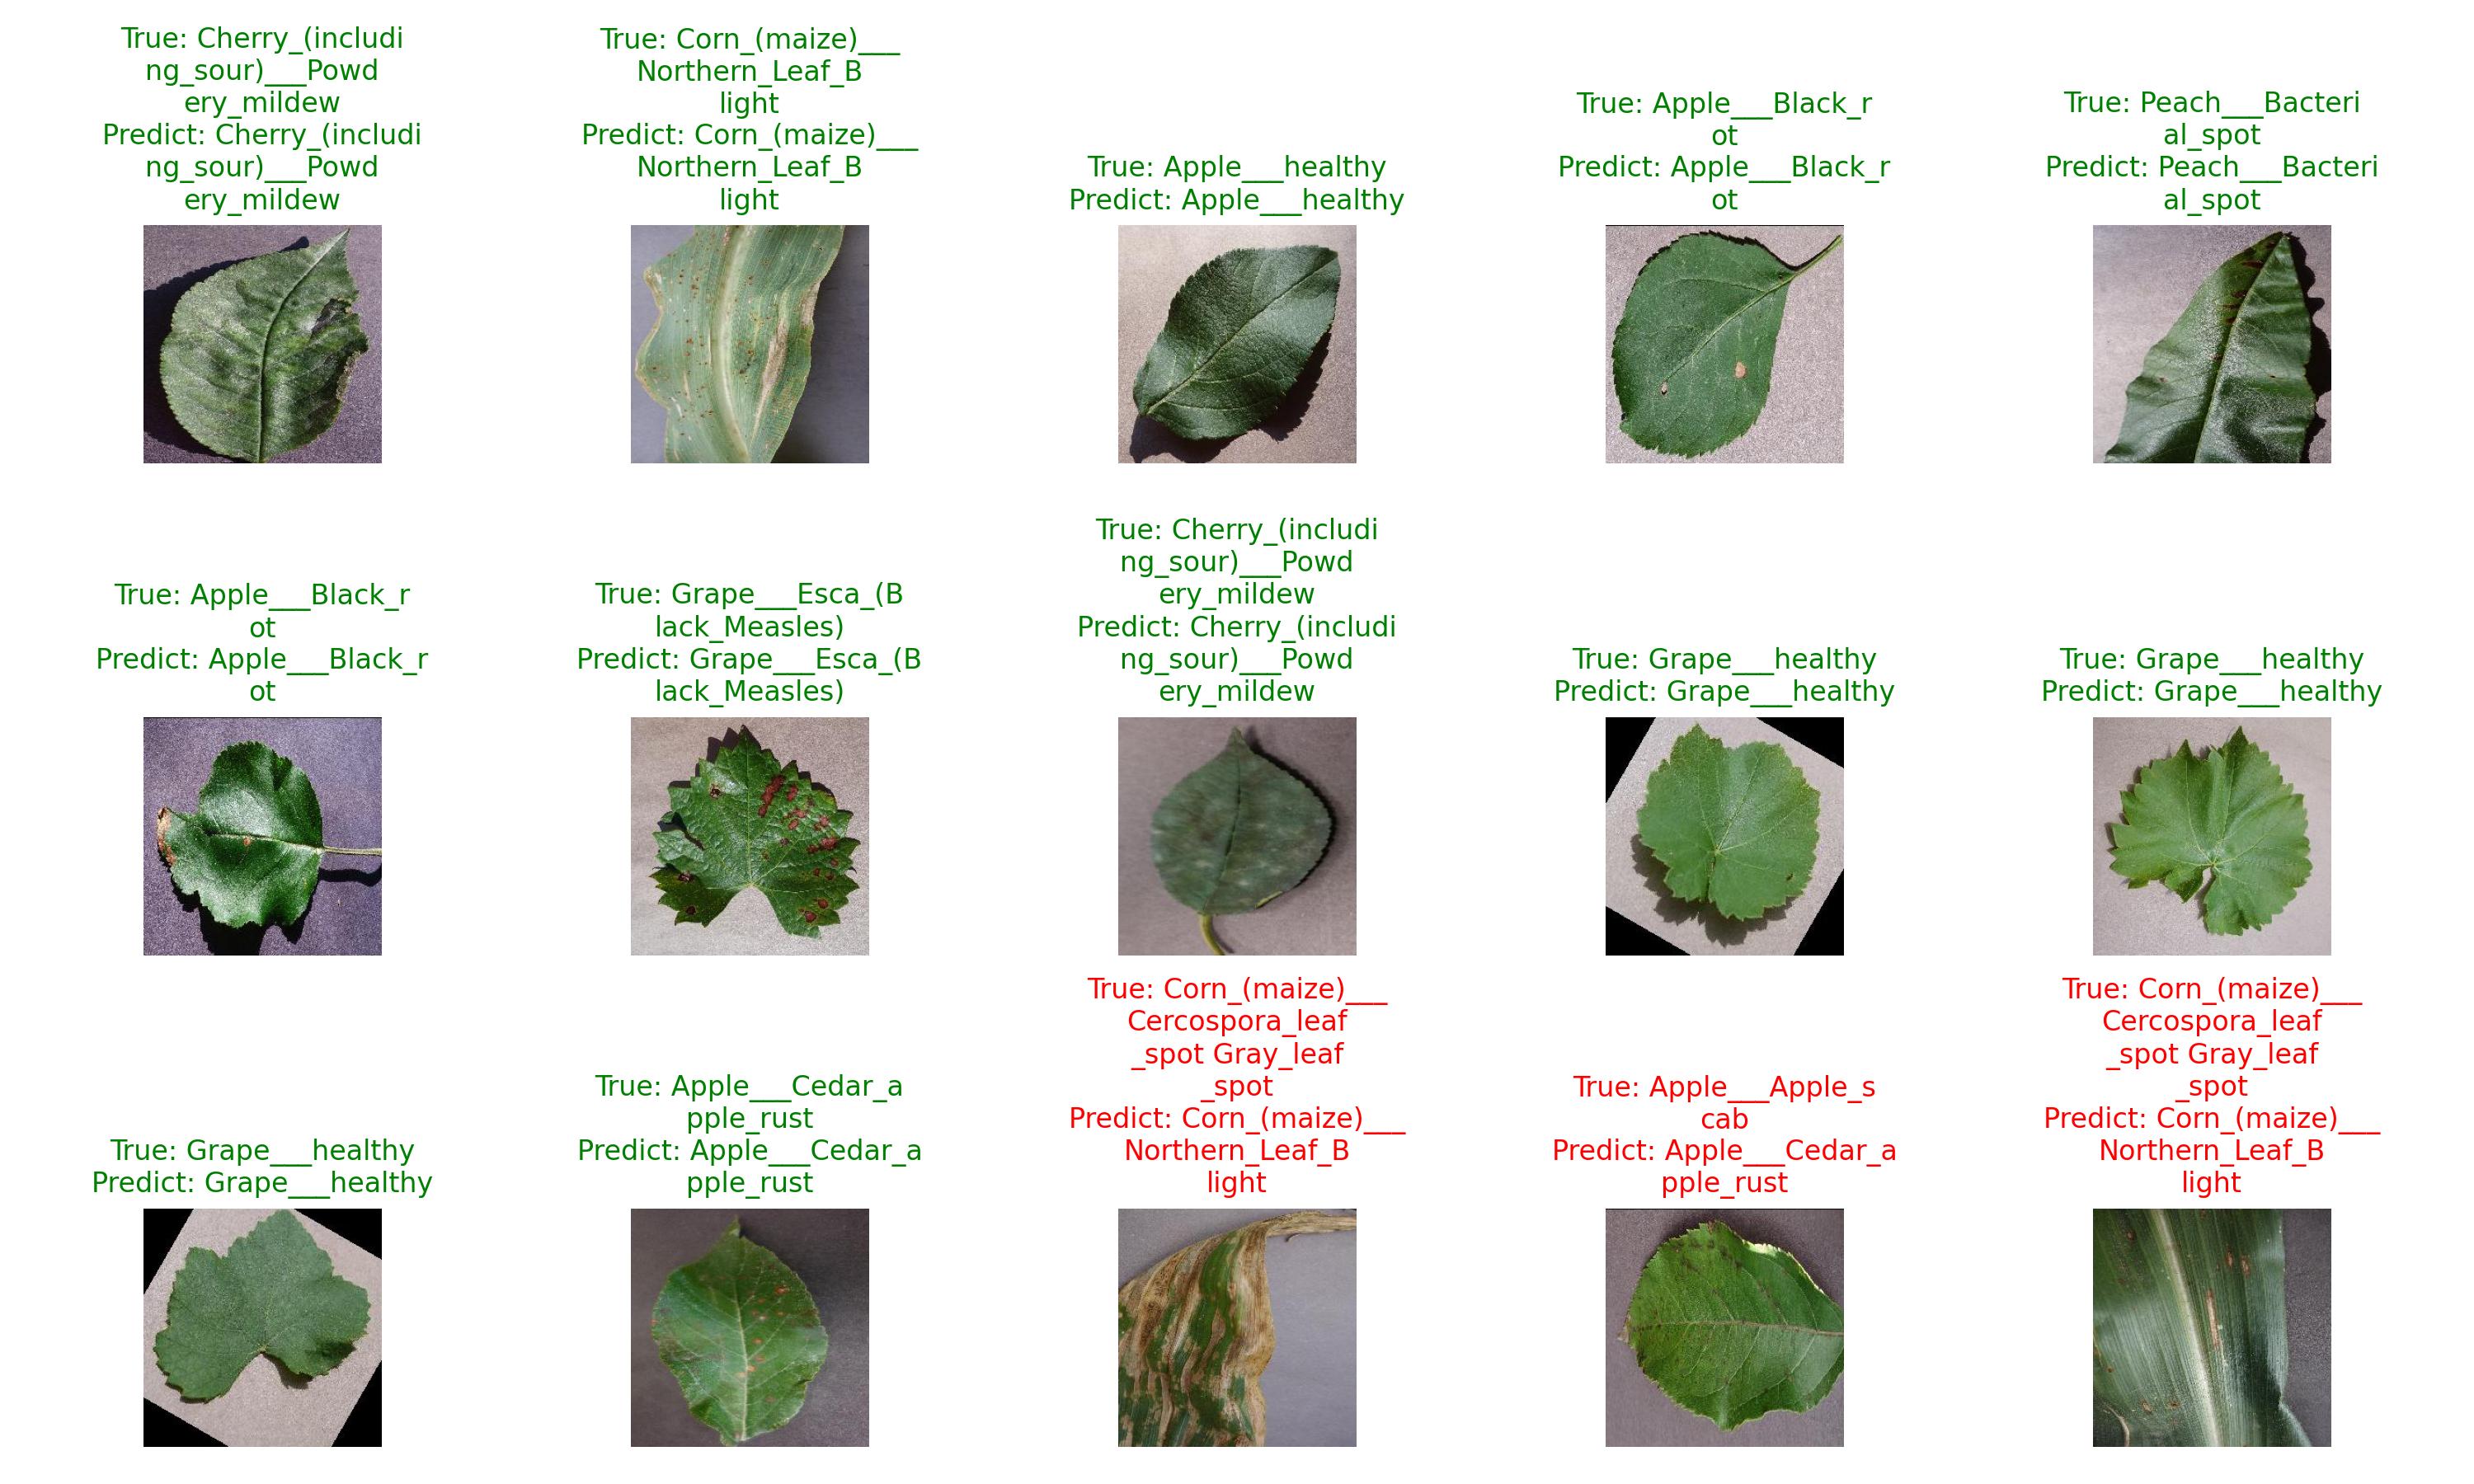 True: Cherry_(includi
ng_sour)___Powd
ery_mildew
Predict: Cherry_(includi
ng_sour)___Powd
ery_mildew
True: Corn_(maize)___
Northern_Leaf_B
light
Predict: Corn_(maize)___
Northern_Leaf_B
light
True: Apple___healthy
Predict: Apple___healthy
True: Apple___Black_r
ot
Predict: Apple___Black_r
ot
True: Peach___Bacteri
al_spot
Predict: Peach___Bacteri
al_spot
True: Apple___Black_r
ot
Predict: Apple___Black_r
ot
True: Grape___Esca_(B
lack_Measles)
Predict: Grape___Esca_(B
lack_Measles)
True: Cherry_(includi
ng_sour)___Powd
ery_mildew
Predict: Cherry_(includi
ng_sour)___Powd
ery_mildew
True: Grape___healthy
Predict: Grape___healthy
True: Grape___healthy
Predict: Grape___healthy
True: Grape___healthy
Predict: Grape___healthy
True: Apple___Cedar_a
pple_rust
Predict: Apple___Cedar_a
pple_rust
True: Corn_(maize)___
Cercospora_leaf
_spot Gray_leaf
_spot
Predict: Corn_(maize)___
Northern_Leaf_B
light
True: Apple___Apple_s
cab
Predict: Apple___Cedar_a
pple_rust
True: Corn_(maize)___
Cercospora_leaf
_spot Gray_leaf
_spot
Predict: Corn_(maize)___
Northern_Leaf_B
light